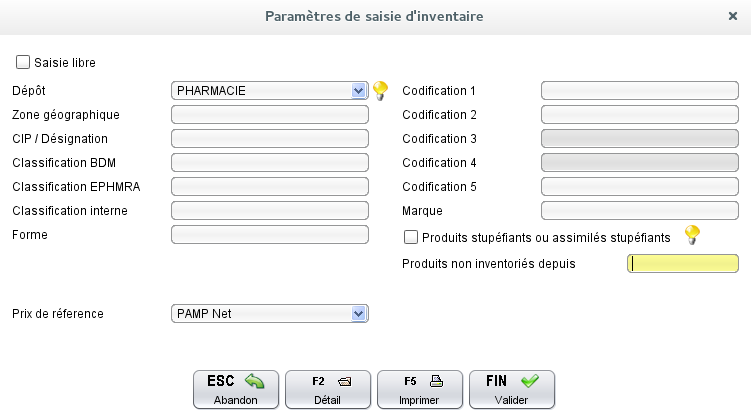 Paramètres de saisie d'inventaire
Saisie libre
Dépôt PHARMACIE
Zone géographique
CIP / Désignation
Classification BDM
Classification EPHMRA
Classification interne
Forme
Codification 1
Codification 2
Codification 3
Codification 4
Codification 5
Marque
Produits stupéfiants ou assimilés stupéfiants
Produits non inventoriés depuis
Prix de réference PAMP Net
ESC Abandon
F2 Détail
F5 Imprimer
FIN Valider